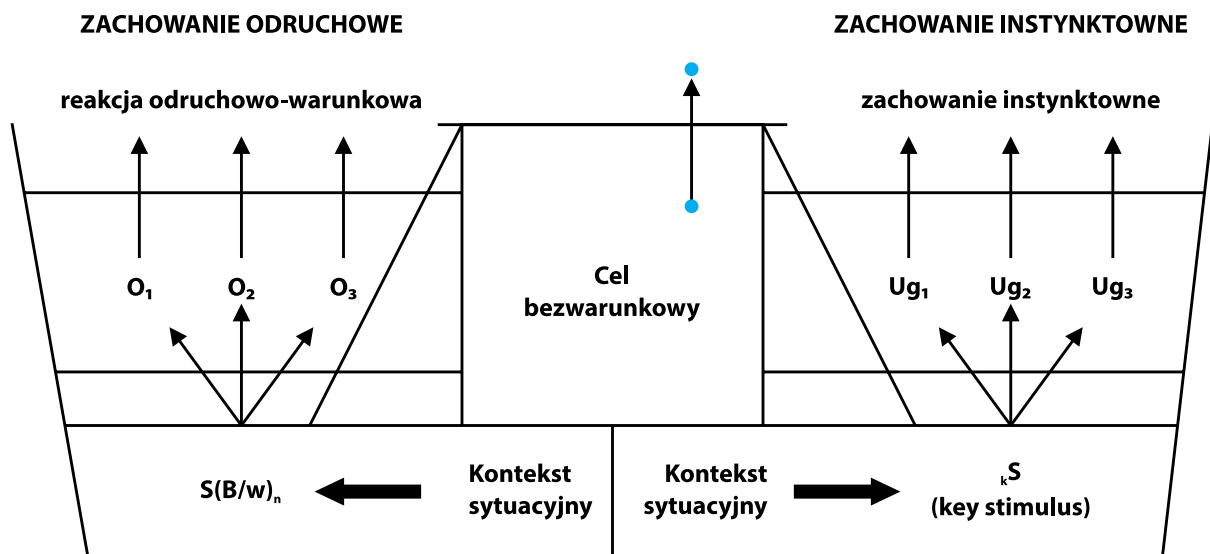 ZACHOWANIE ODRUCHOWE
ZACHOWANIE INSTYNKTOWNE
reakcja odruchowo-warunkowa
zachowanie instynktowne
O₁
O₂
O₃
Cel
bezwarunkowy
Ug₁
Ug₂
Ug₃
S(B/w)ₙ
Kontekst
sytuacyjny
Kontekst
sytuacyjny
ₖS
(key stimulus)